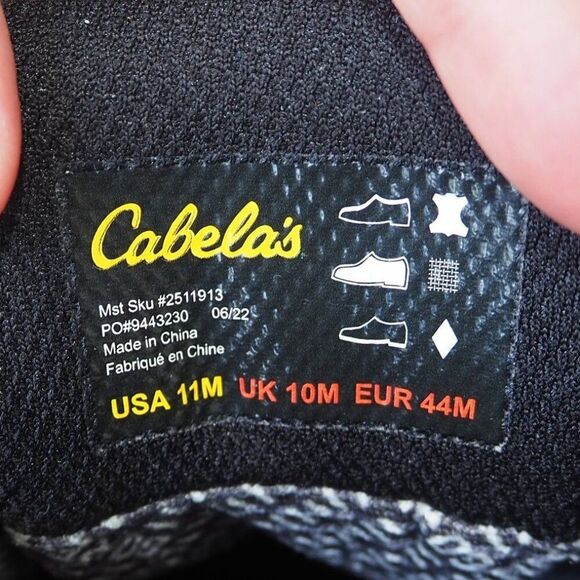 Cabela's
Mst Sku #2511913
PO#9443230 06/22
Made in China
Fabriqué en Chine
USA 11M UK 10M EUR 44M